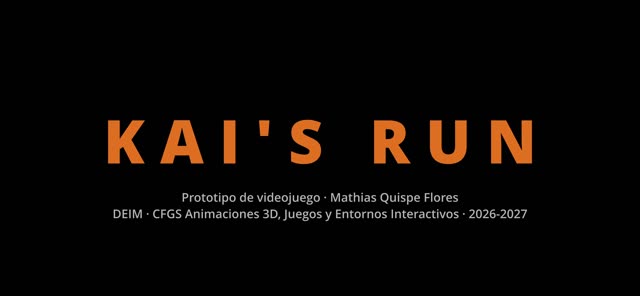 KAI'S RUN
Prototipo de videojuego · Mathias Quispe Flores
DEIM · CFGS Animaciones 3D, Juegos y Entornos Interactivos · 2026-2027